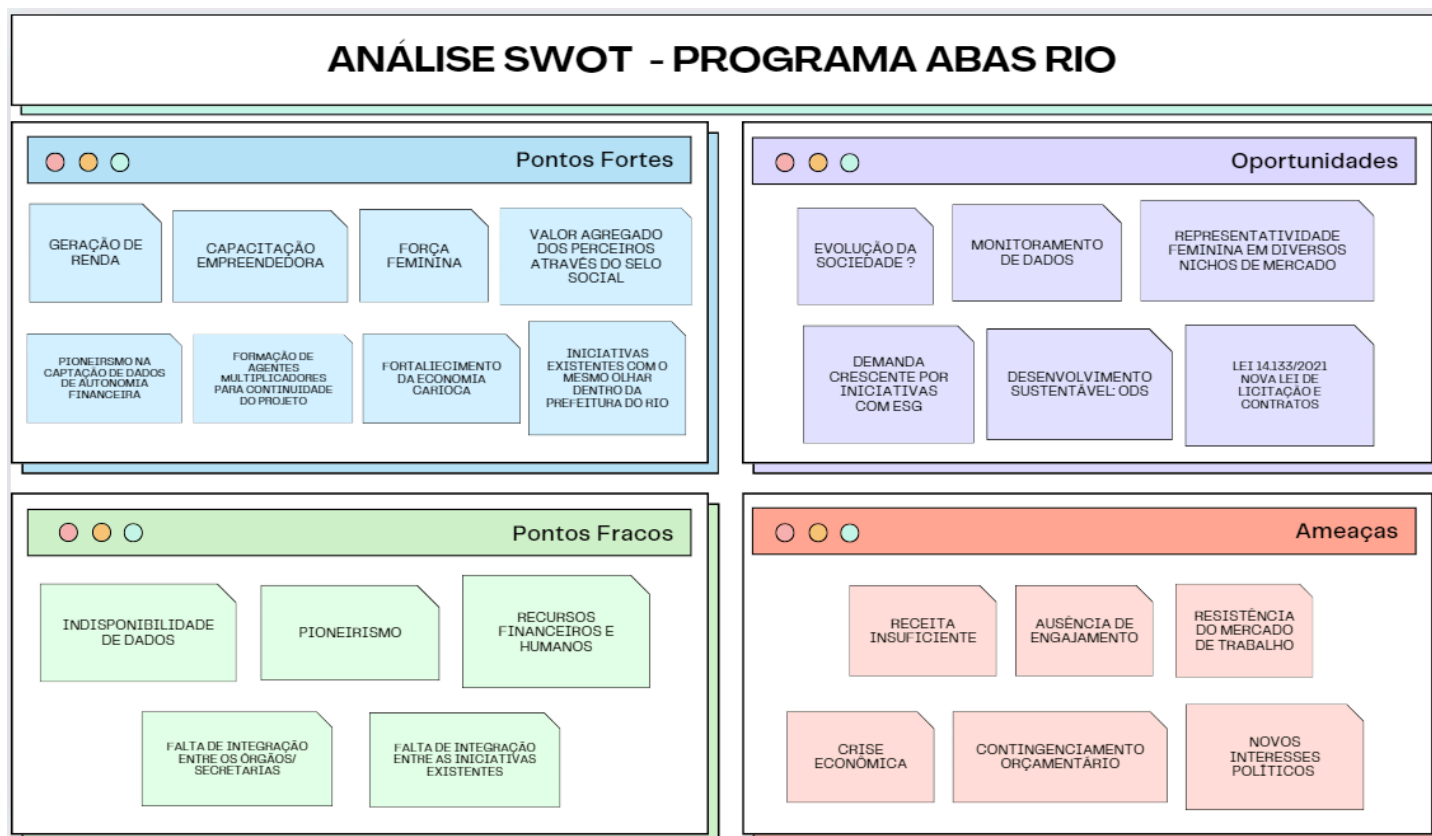 ANÁLISE SWOT - PROGRAMA ABAS RIO
Pontos Fortes
GERAÇÃO DE
RENDA
CAPACITAÇÃO
EMPREENDEDORA
FORÇA
FEMININA
VALOR AGREGADO
DOS PERCEIROS
ATRAVÉS DO SELO
SOCIAL
PIONEIRSMO NA
CAPTAÇÃO DE DADOS
DE AUTONOMIA
FINANCEIRA
FORMAÇÃO DE
AGENTES
MULTIPLICADORES
PARA CONTINUIDADE
DO PROJETO
FORTALIECIMENTO
DA ECONOMIA
CARIOCA
INICIATIVAS
EXISTENTES COM O
MESMO OLHAR
DENTRO DA
PREFEITURA DO RIO
Oportunidades
EVOLUÇÃO DA
SOCIEDADE ?
MONITORAMENTO
DE DADOS
REPRESENTATIVIDADE
FEMININA EM DIVERSOS
NICHOS DE MERCADO
DEMANDA
CRESCENTE POR
INICIATIVAS
COM ESG
DESENVOLVIMENTO
SUSTENTÁVEL: ODS
LEI 14.133/2021
NOVA LEI DE
LICITAÇÃO E
CONTRATOS
Pontos Fracos
INDISPONIBILIDADE
DE DADOS
PIONEIRISMO
RECURSOS
FINANCEIROS E
HUMANOS
FALTA DE INTEGRAÇÃO
ENTRE OS ÓRGÃOS/
SECRETARIAS
FALTA DE INTEGRAÇÃO
ENTRE AS INICIATIVAS
EXISTENTES
Ameaças
RECEITA
INSUFICIENTE
AUSÊNCIA DE
ENGAJAMENTO
RESISTÊNCIA
DO MERCADO
DE TRABALHO
CRISE
ECONÔMICA
CONTINGENCIAMENTO
ORÇAMENTÁRIO
NOVOS
INTERESSES
POLÍTICOS